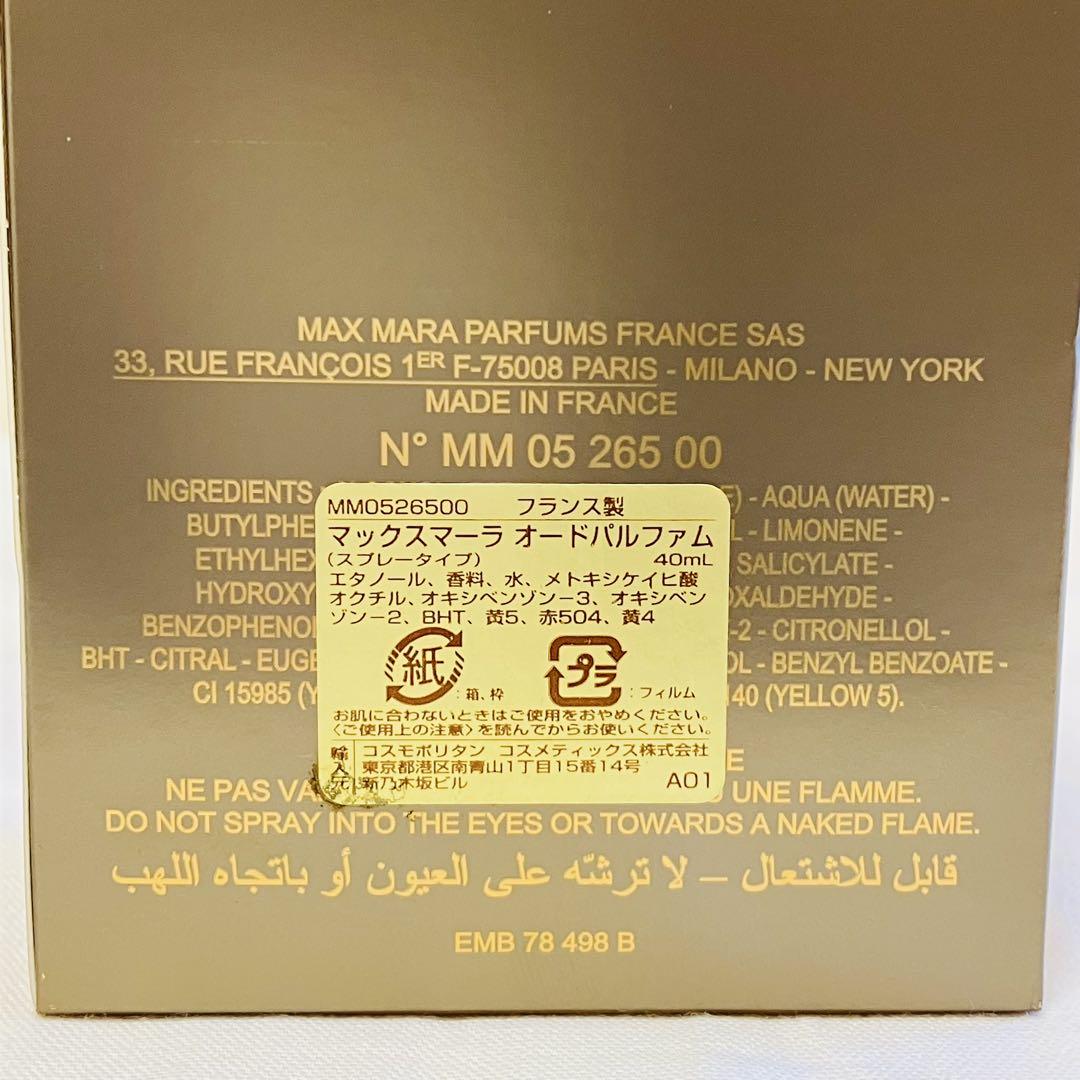 MAX MARA PARFUMS FRANCE SAS
33, RUE FRANÇOIS 1ER F-75008 PARIS - MILANO - NEW YORK
MADE IN FRANCE
N° MM 05 265 00
INGREDIENTS - AQUA (WATER) -
BUTYLPHE - LIMONENE -
ETHYLHEX SALICYLATE -
HYDROXY OXALDEHYDE -
BENZOPHENO -2 - CITRONELLOL -
BHT - CITRAL - EUGE OL - BENZYL BENZOATE -
CI 15985 (Y 140 (YELLOW 5).
MM0526500 フランス製
マックスマーラ オードパルファム
(スプレータイプ) 40mL
エタノール、香料、水、メトキシケイヒ酸
オクチル、オキシベンゾン-3、オキシベン
ゾン-2、BHT、黄5、赤504、黄4
紙 :箱、枠 プラ :フィルム
お肌に合わないときはご使用をおやめください。
〈ご使用上の注意〉を読んでからお使いください。
輸入元 コスモポリタン コスメティックス株式会社
東京都港区南青山1丁目15番14号
新乃木坂ビル A01
NE PAS VA UNE FLAMME.
DO NOT SPRAY INTO THE EYES OR TOWARDS A NAKED FLAME.
قابل للاشتعال – لا ترشّه على العيون أو باتجاه اللهب
EMB 78 498 B